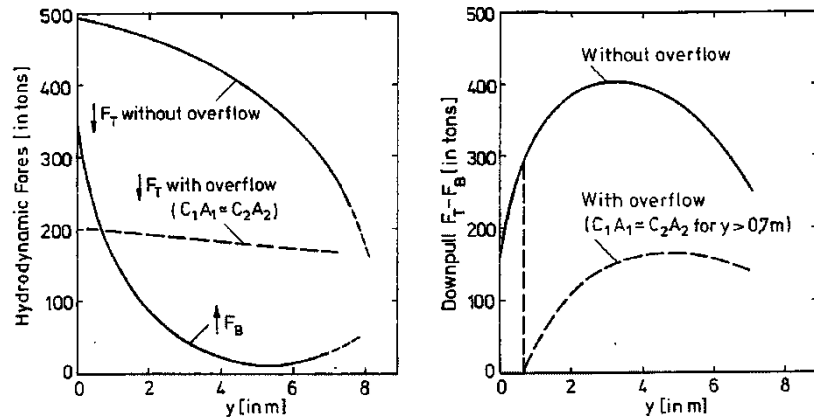 Hydrodynamic Fores [in tons]
500
400
300
200
100
0
↓ F_T without overflow
↓ F_T with overflow
(C₁A₁ ≃ C₂A₂)
↑ F_B
0 2 4 6 8
y [in m]
Downpull F_T-F_B [in tons]
500
400
300
200
100
0
Without overflow
With overflow
(C₁A₁ ≃ C₂A₂ for y > 0,7m)
0 2 4 6 8
y [in m]